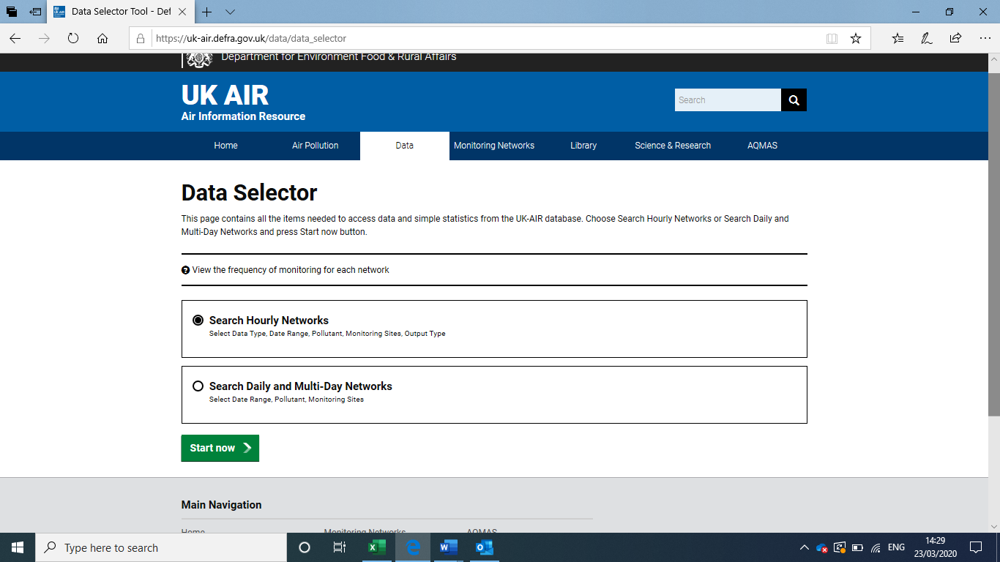 Data Selector Tool - Def
https://uk-air.defra.gov.uk/data/data_selector
Department for Environment Food & Rural Affairs
UK AIR
Air Information Resource
Search
Home Air Pollution Data Monitoring Networks Library Science & Research AQMAS
Data Selector
This page contains all the items needed to access data and simple statistics from the UK-AIR database. Choose Search Hourly Networks or Search Daily and
Multi-Day Networks and press Start now button.
View the frequency of monitoring for each network
Search Hourly Networks
Select Data Type, Date Range, Pollutant, Monitoring Sites, Output Type
Search Daily and Multi-Day Networks
Select Date Range, Pollutant, Monitoring Sites
Start now
Main Navigation
Home Monitoring Networks AQMAS
Type here to search
ENG
14:29
23/03/2020